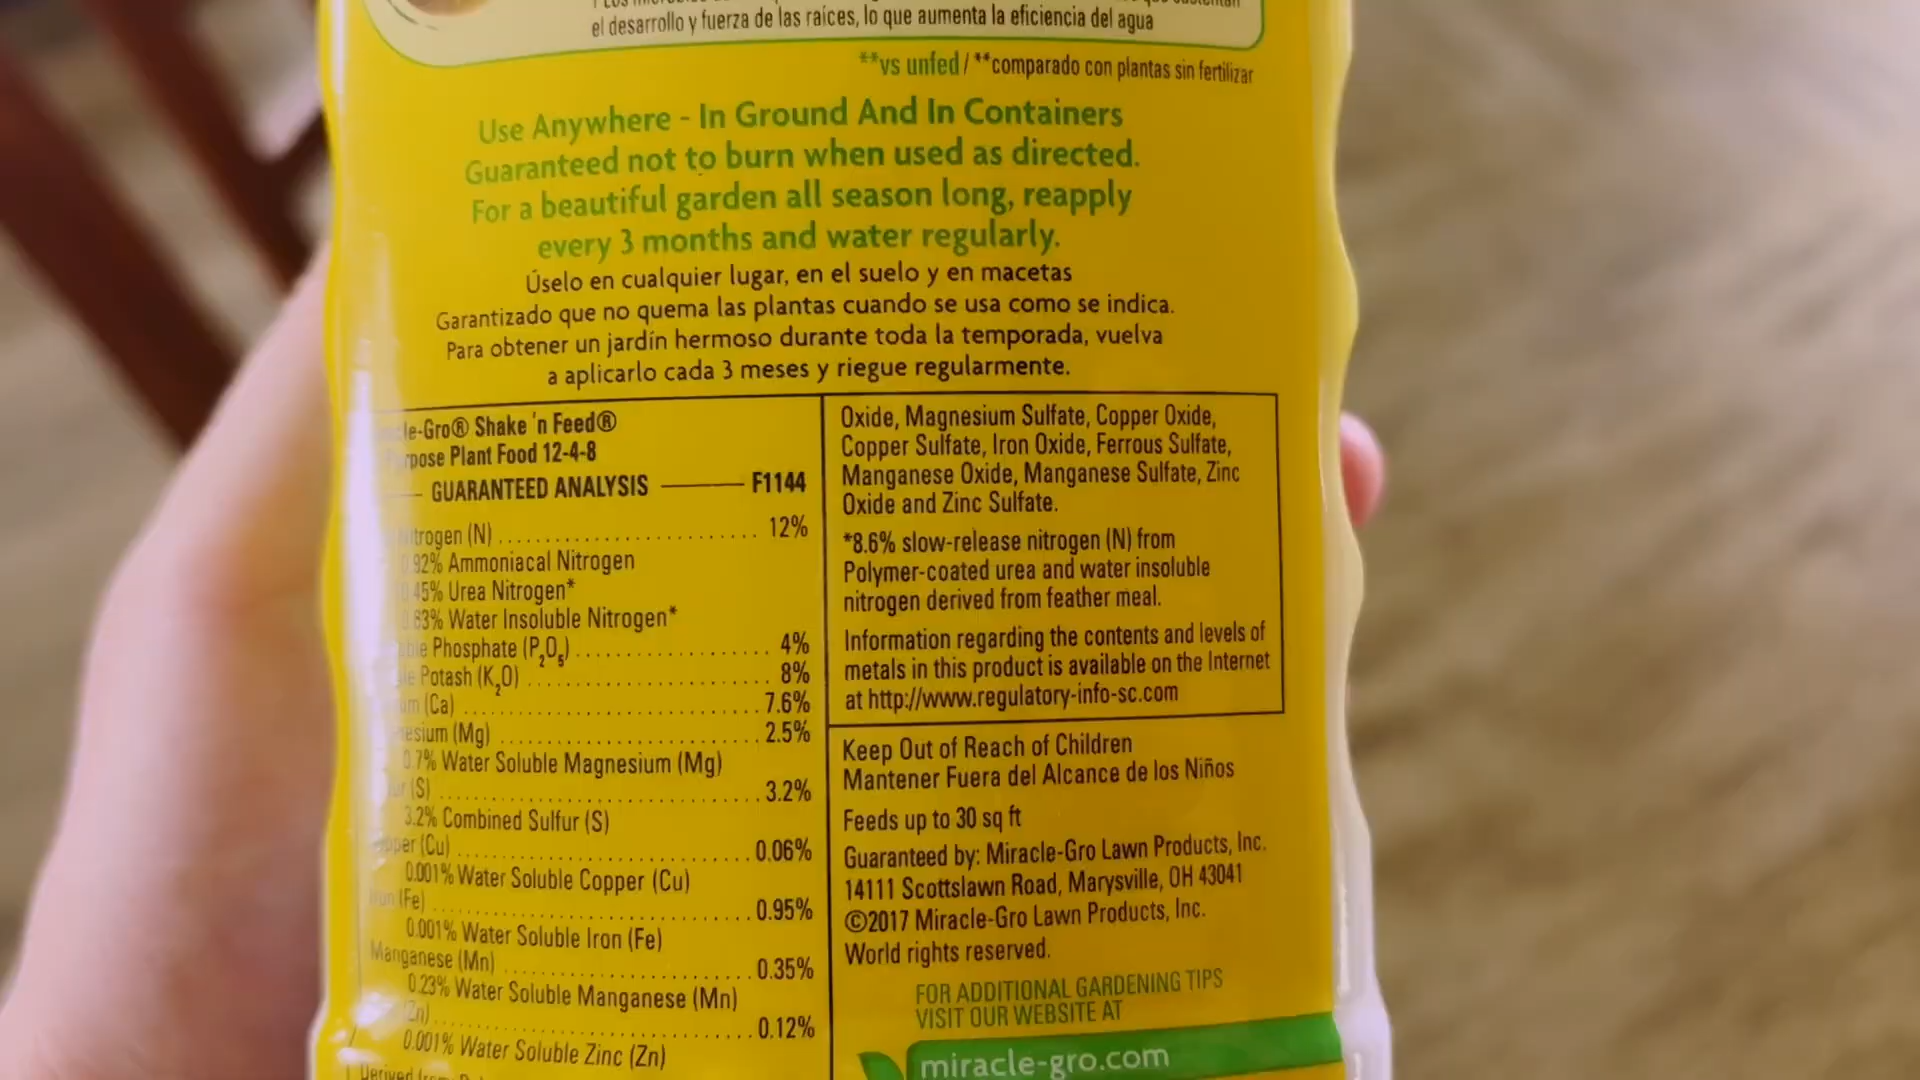 el desarrollo y fuerza de las raíces, lo que aumenta la eficiencia del agua
**vs unfed / **comparado con plantas sin fertilizar
Use Anywhere - In Ground And In Containers
Guaranteed not to burn when used as directed.
For a beautiful garden all season long, reapply
every 3 months and water regularly.
Úselo en cualquier lugar, en el suelo y en macetas
Garantizado que no quema las plantas cuando se usa como se indica.
Para obtener un jardín hermoso durante toda la temporada, vuelva
a aplicarlo cada 3 meses y riegue regularmente.
le-Gro® Shake 'n Feed®
rpose Plant Food 12-4-8
GUARANTEED ANALYSIS F1144
itrogen (N) 12%
.92% Ammoniacal Nitrogen
.45% Urea Nitrogen*
.63% Water Insoluble Nitrogen*
Phosphate (P₂O₅) 4%
Potash (K₂O) 8%
(Ca) 7.6%
esium (Mg) 2.5%
0.7% Water Soluble Magnesium (Mg)
(S) 3.2%
3.2% Combined Sulfur (S)
per (Cu) 0.06%
0.001% Water Soluble Copper (Cu)
(Fe) 0.95%
0.001% Water Soluble Iron (Fe)
Manganese (Mn) 0.35%
0.23% Water Soluble Manganese (Mn)
(Zn) 0.12%
0.001% Water Soluble Zinc (Zn)
Oxide, Magnesium Sulfate, Copper Oxide,
Copper Sulfate, Iron Oxide, Ferrous Sulfate,
Manganese Oxide, Manganese Sulfate, Zinc
Oxide and Zinc Sulfate.
*8.6% slow-release nitrogen (N) from
Polymer-coated urea and water insoluble
nitrogen derived from feather meal.
Information regarding the contents and levels of
metals in this product is available on the Internet
at http://www.regulatory-info-sc.com
Keep Out of Reach of Children
Mantener Fuera del Alcance de los Niños
Feeds up to 30 sq ft
Guaranteed by: Miracle-Gro Lawn Products, Inc.
14111 Scottslawn Road, Marysville, OH 43041
©2017 Miracle-Gro Lawn Products, Inc.
World rights reserved.
FOR ADDITIONAL GARDENING TIPS
VISIT OUR WEBSITE AT
miracle-gro.com